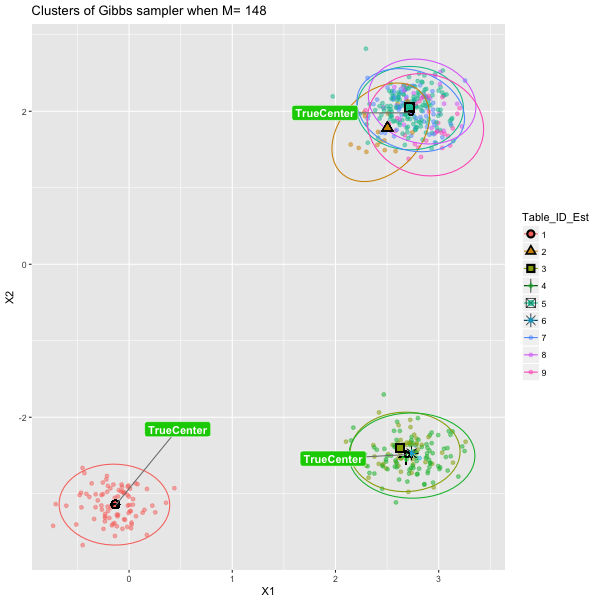 Clusters of Gibbs sampler when M= 148
X2
2
0
-2
TrueCenter
TrueCenter
TrueCenter
0
1
2
3
X1
Table_ID_Est
1
2
3
4
5
6
7
8
9